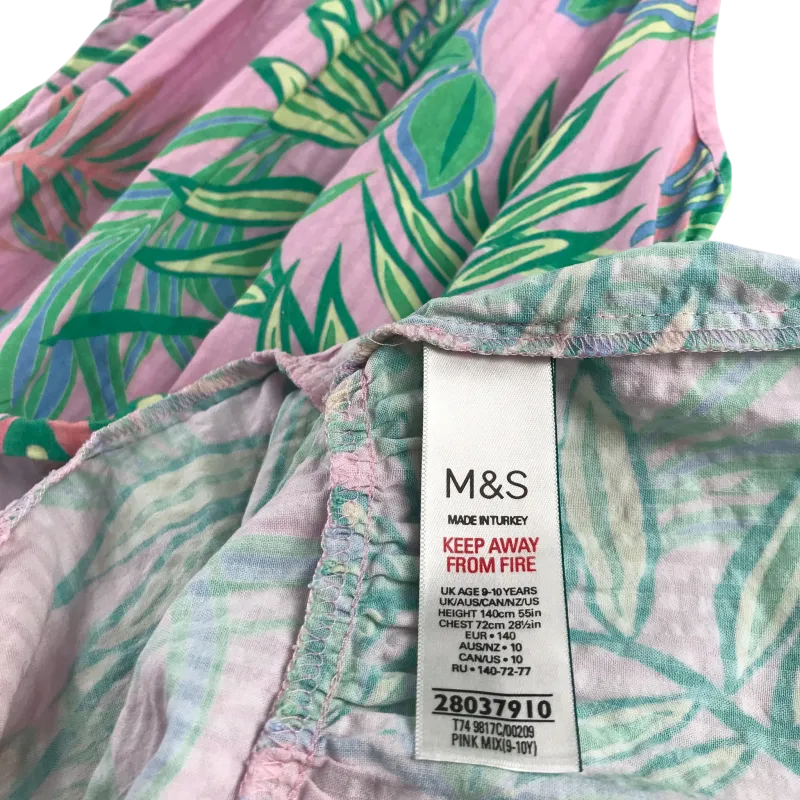 M&S
MADE IN TURKEY
KEEP AWAY
FROM FIRE
UK AGE 9-10 YEARS
UK/AUS/CAN/NZ/US
HEIGHT 140cm 55in
CHEST 72cm 28½in
EUR • 140
AUS/NZ • 10
CAN/US • 10
RU • 140-72-77
28037910
T74 9817C/00209
PINK MIX(9-10Y)